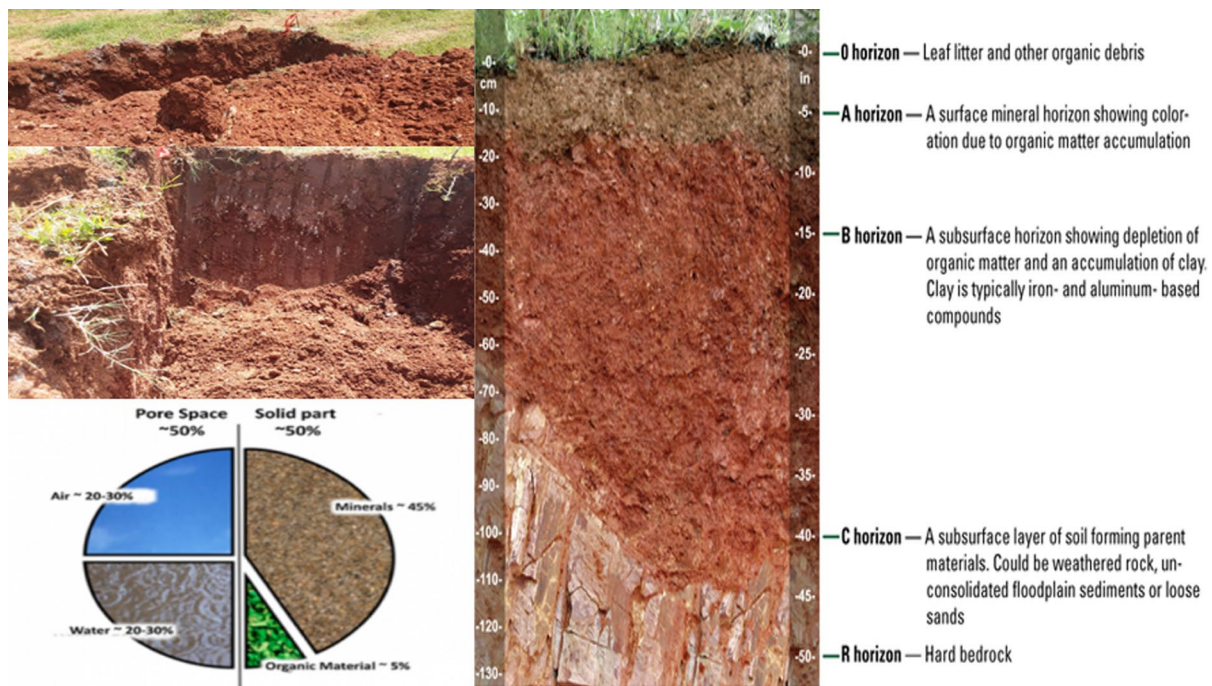 Pore Space
~50%
Solid part
~50%
Air ~ 20-30%
Minerals ~ 45%
Water ~ 20-30%
Organic Material ~ 5%
-0-
cm
-10-
-20-
-30-
-40-
-50-
-60-
-70-
-80-
-90-
-100-
-110-
-120-
-130-
-0-
in
-5-
-10-
-15-
-20-
-25-
-30-
-35-
-40-
-45-
-50-
O horizon — Leaf litter and other organic debris
A horizon — A surface mineral horizon showing color-
ation due to organic matter accumulation
B horizon — A subsurface horizon showing depletion of
organic matter and an accumulation of clay.
Clay is typically iron- and aluminum- based
compounds
C horizon — A subsurface layer of soil forming parent
materials. Could be weathered rock, un-
consolidated floodplain sediments or loose
sands
R horizon — Hard bedrock